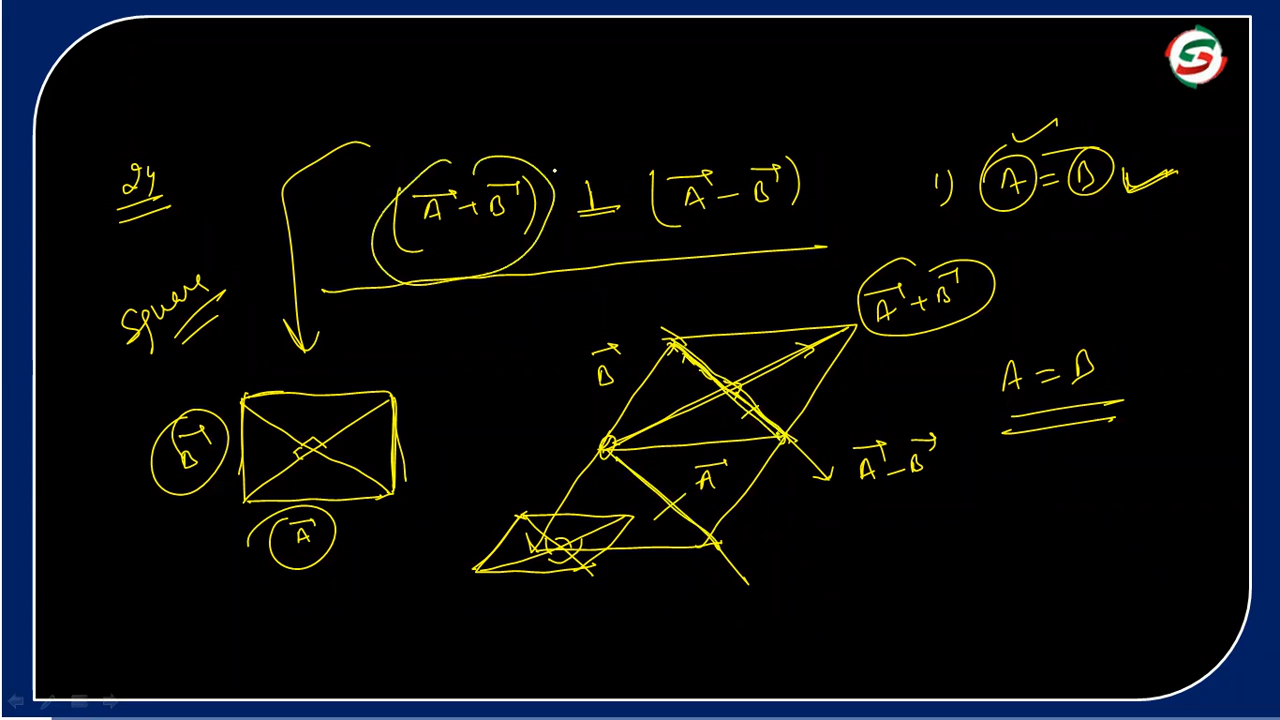 24
(A⃗ + B⃗) ⊥ (A⃗ − B⃗)
1) A = B
Square
A⃗ + B⃗
B⃗
A = B
B⃗
A⃗ − B⃗
A⃗
A⃗